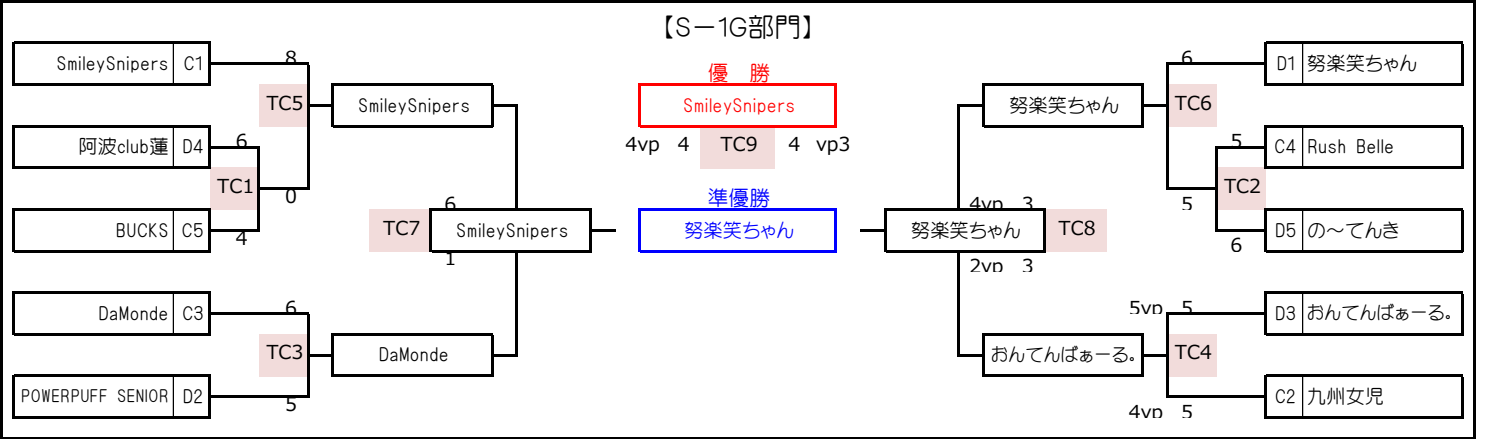 【S－1G部門】
SmileySnipers C1
8
TC5
SmileySnipers
阿波club蓮 D4
6
TC1
0
BUCKS C5
4
6
TC7
SmileySnipers
1
DaMonde C3
6
TC3
DaMonde
POWERPUFF SENIOR D2
5
優　勝
SmileySnipers
4vp 4 TC9 4 vp3
準優勝
努楽笑ちゃん
6
D1 努楽笑ちゃん
努楽笑ちゃん
TC6
5
C4 Rush Belle
TC2
5
6
D5 の～てんき
4vp 3
努楽笑ちゃん
TC8
2vp 3
5vp 5
D3 おんてんばぁーる。
おんてんばぁーる。
TC4
4vp 5
C2 九州女児